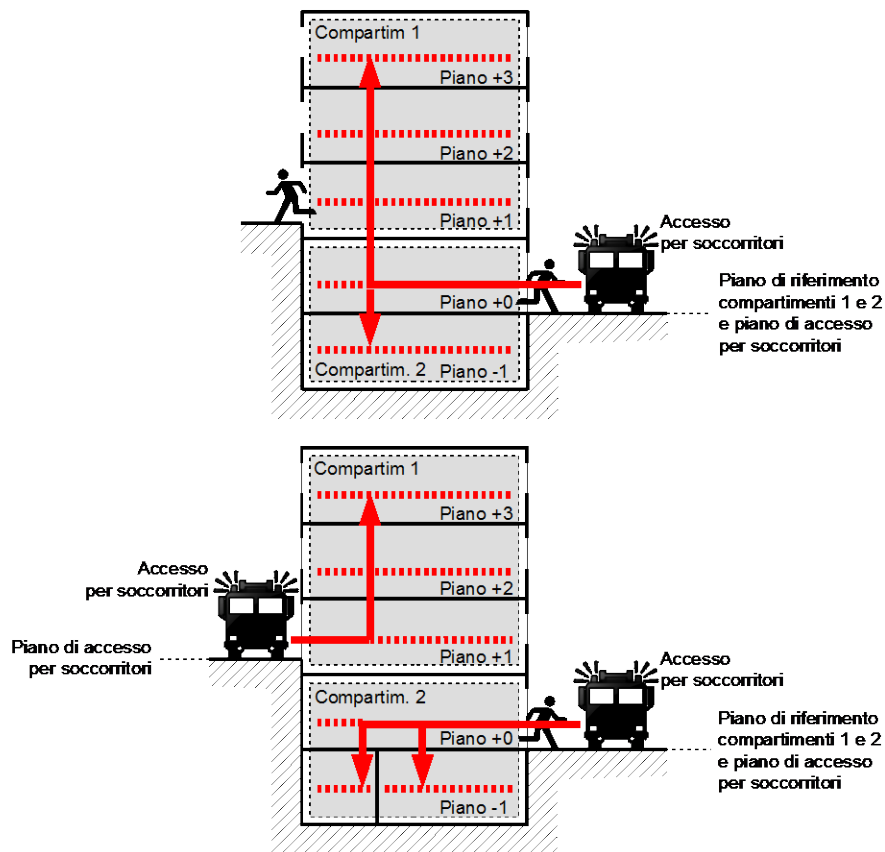 Compartim 1
Piano +3
Piano +2
Piano +1
Accesso
per soccorritori
Piano +0
Piano di riferimento
compartimenti 1 e 2
e piano di accesso
per soccorritori
Compartim. 2 Piano -1
Compartim 1
Piano +3
Accesso
per soccorritori
Piano +2
Piano di accesso
per soccorritori
Piano +1
Accesso
per soccorritori
Compartim. 2
Piano +0
Piano di riferimento
compartimenti 1 e 2
e piano di accesso
per soccorritori
Piano -1